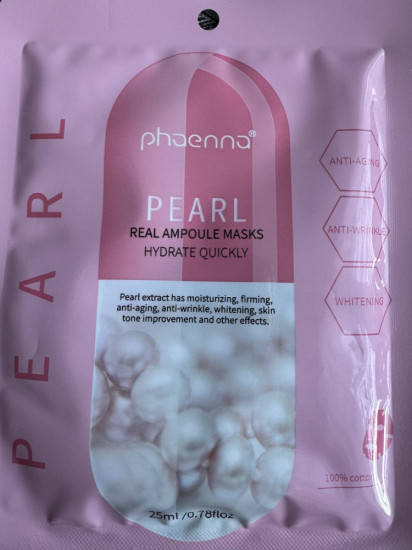 PEARL
phaenna®
PEARL
REAL AMPOULE MASKS
HYDRATE QUICKLY
Pearl extract has moisturizing, firming,
anti-aging, anti-wrinkle, whitening, skin
tone improvement and other effects.
25ml /0.78floz
ANTI-AGING
ANTI-WRINKLE
WHITENING
100% cotton